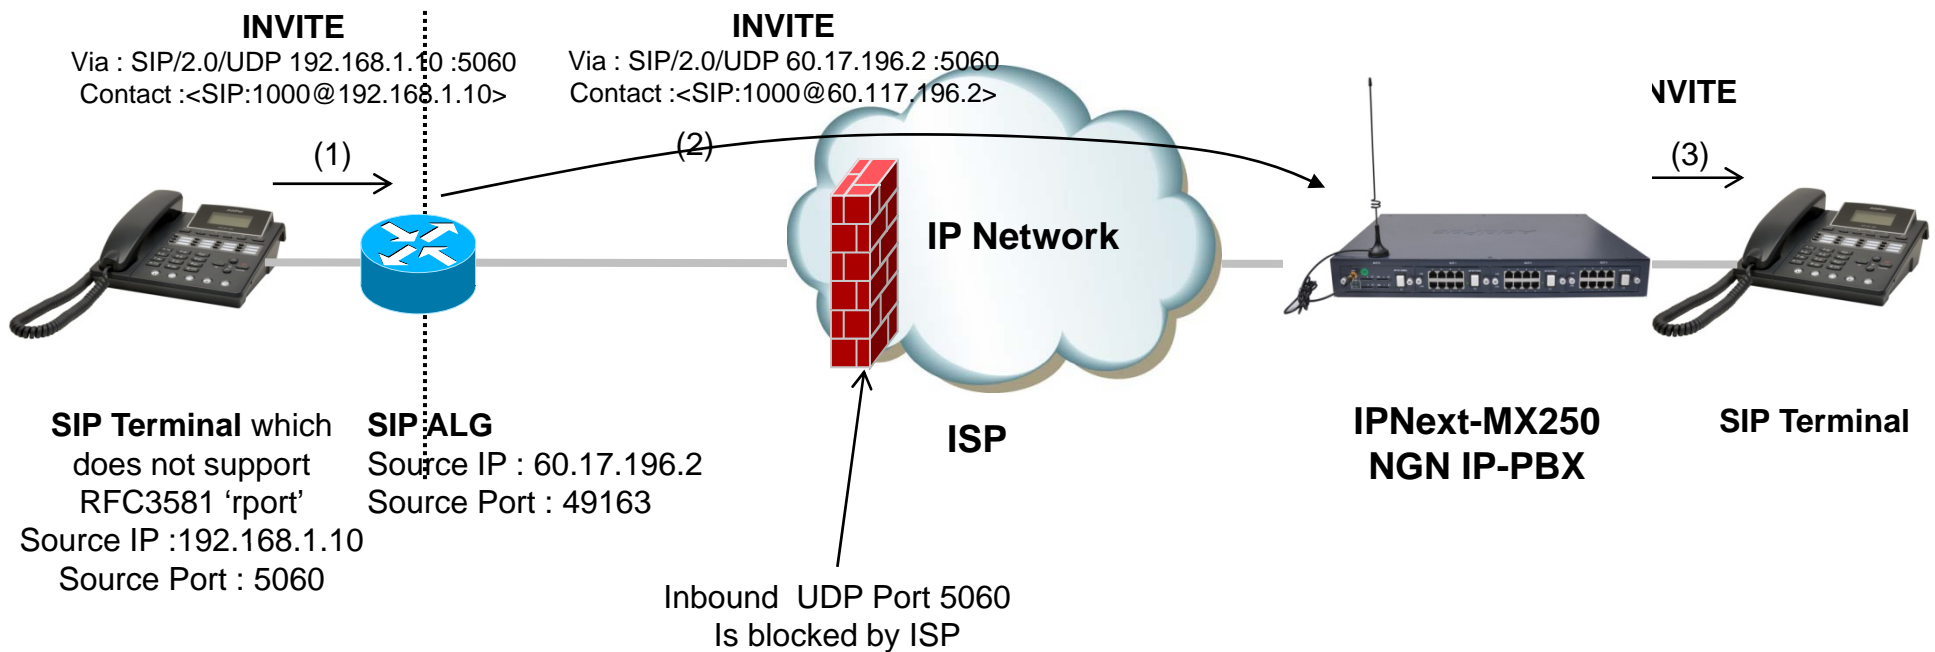 INVITE
Via : SIP/2.0/UDP 192.168.1.10 :5060
Contact :<SIP:1000@192.168.1.10>
(1)
INVITE
Via : SIP/2.0/UDP 60.17.196.2 :5060
Contact :<SIP:1000@60.117.196.2>
(2)
NVITE
(3)
IP Network
SIP Terminal which
does not support
RFC3581 ‘rport’
Source IP :192.168.1.10
Source Port : 5060
SIP ALG
Source IP : 60.17.196.2
Source Port : 49163
ISP
Inbound UDP Port 5060
Is blocked by ISP
IPNext-MX250
NGN IP-PBX
SIP Terminal